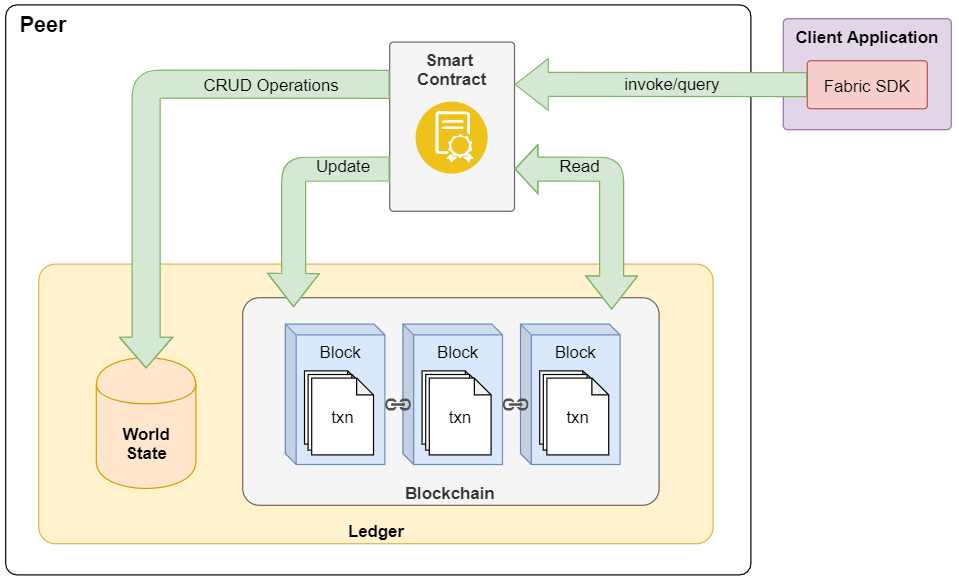 Peer
Client Application
Fabric SDK
Smart
Contract
invoke/query
CRUD Operations
Update
Read
Block
Block
Block
txn
txn
txn
World
State
Blockchain
Ledger